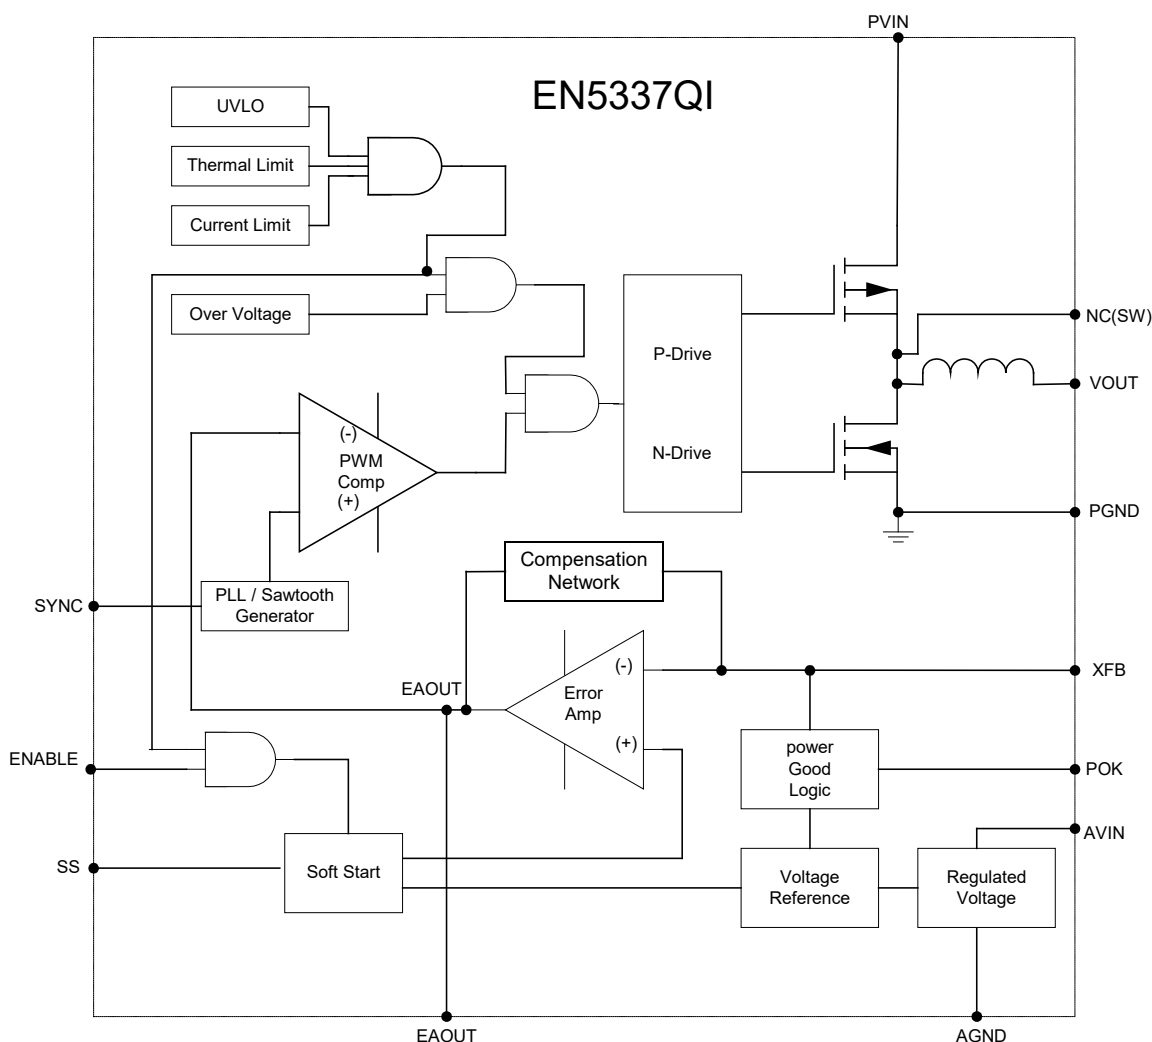 PVIN
EN5337QI
UVLO
Thermal Limit
Current Limit
Over Voltage
NC(SW)
P-Drive
VOUT
(-)
PWM
Comp
(+)
N-Drive
PGND
Compensation
Network
SYNC
PLL / Sawtooth
Generator
(-)
XFB
EAOUT
Error
Amp
(+)
ENABLE
power
Good
Logic
POK
AVIN
SS
Soft Start
Voltage
Reference
Regulated
Voltage
EAOUT
AGND